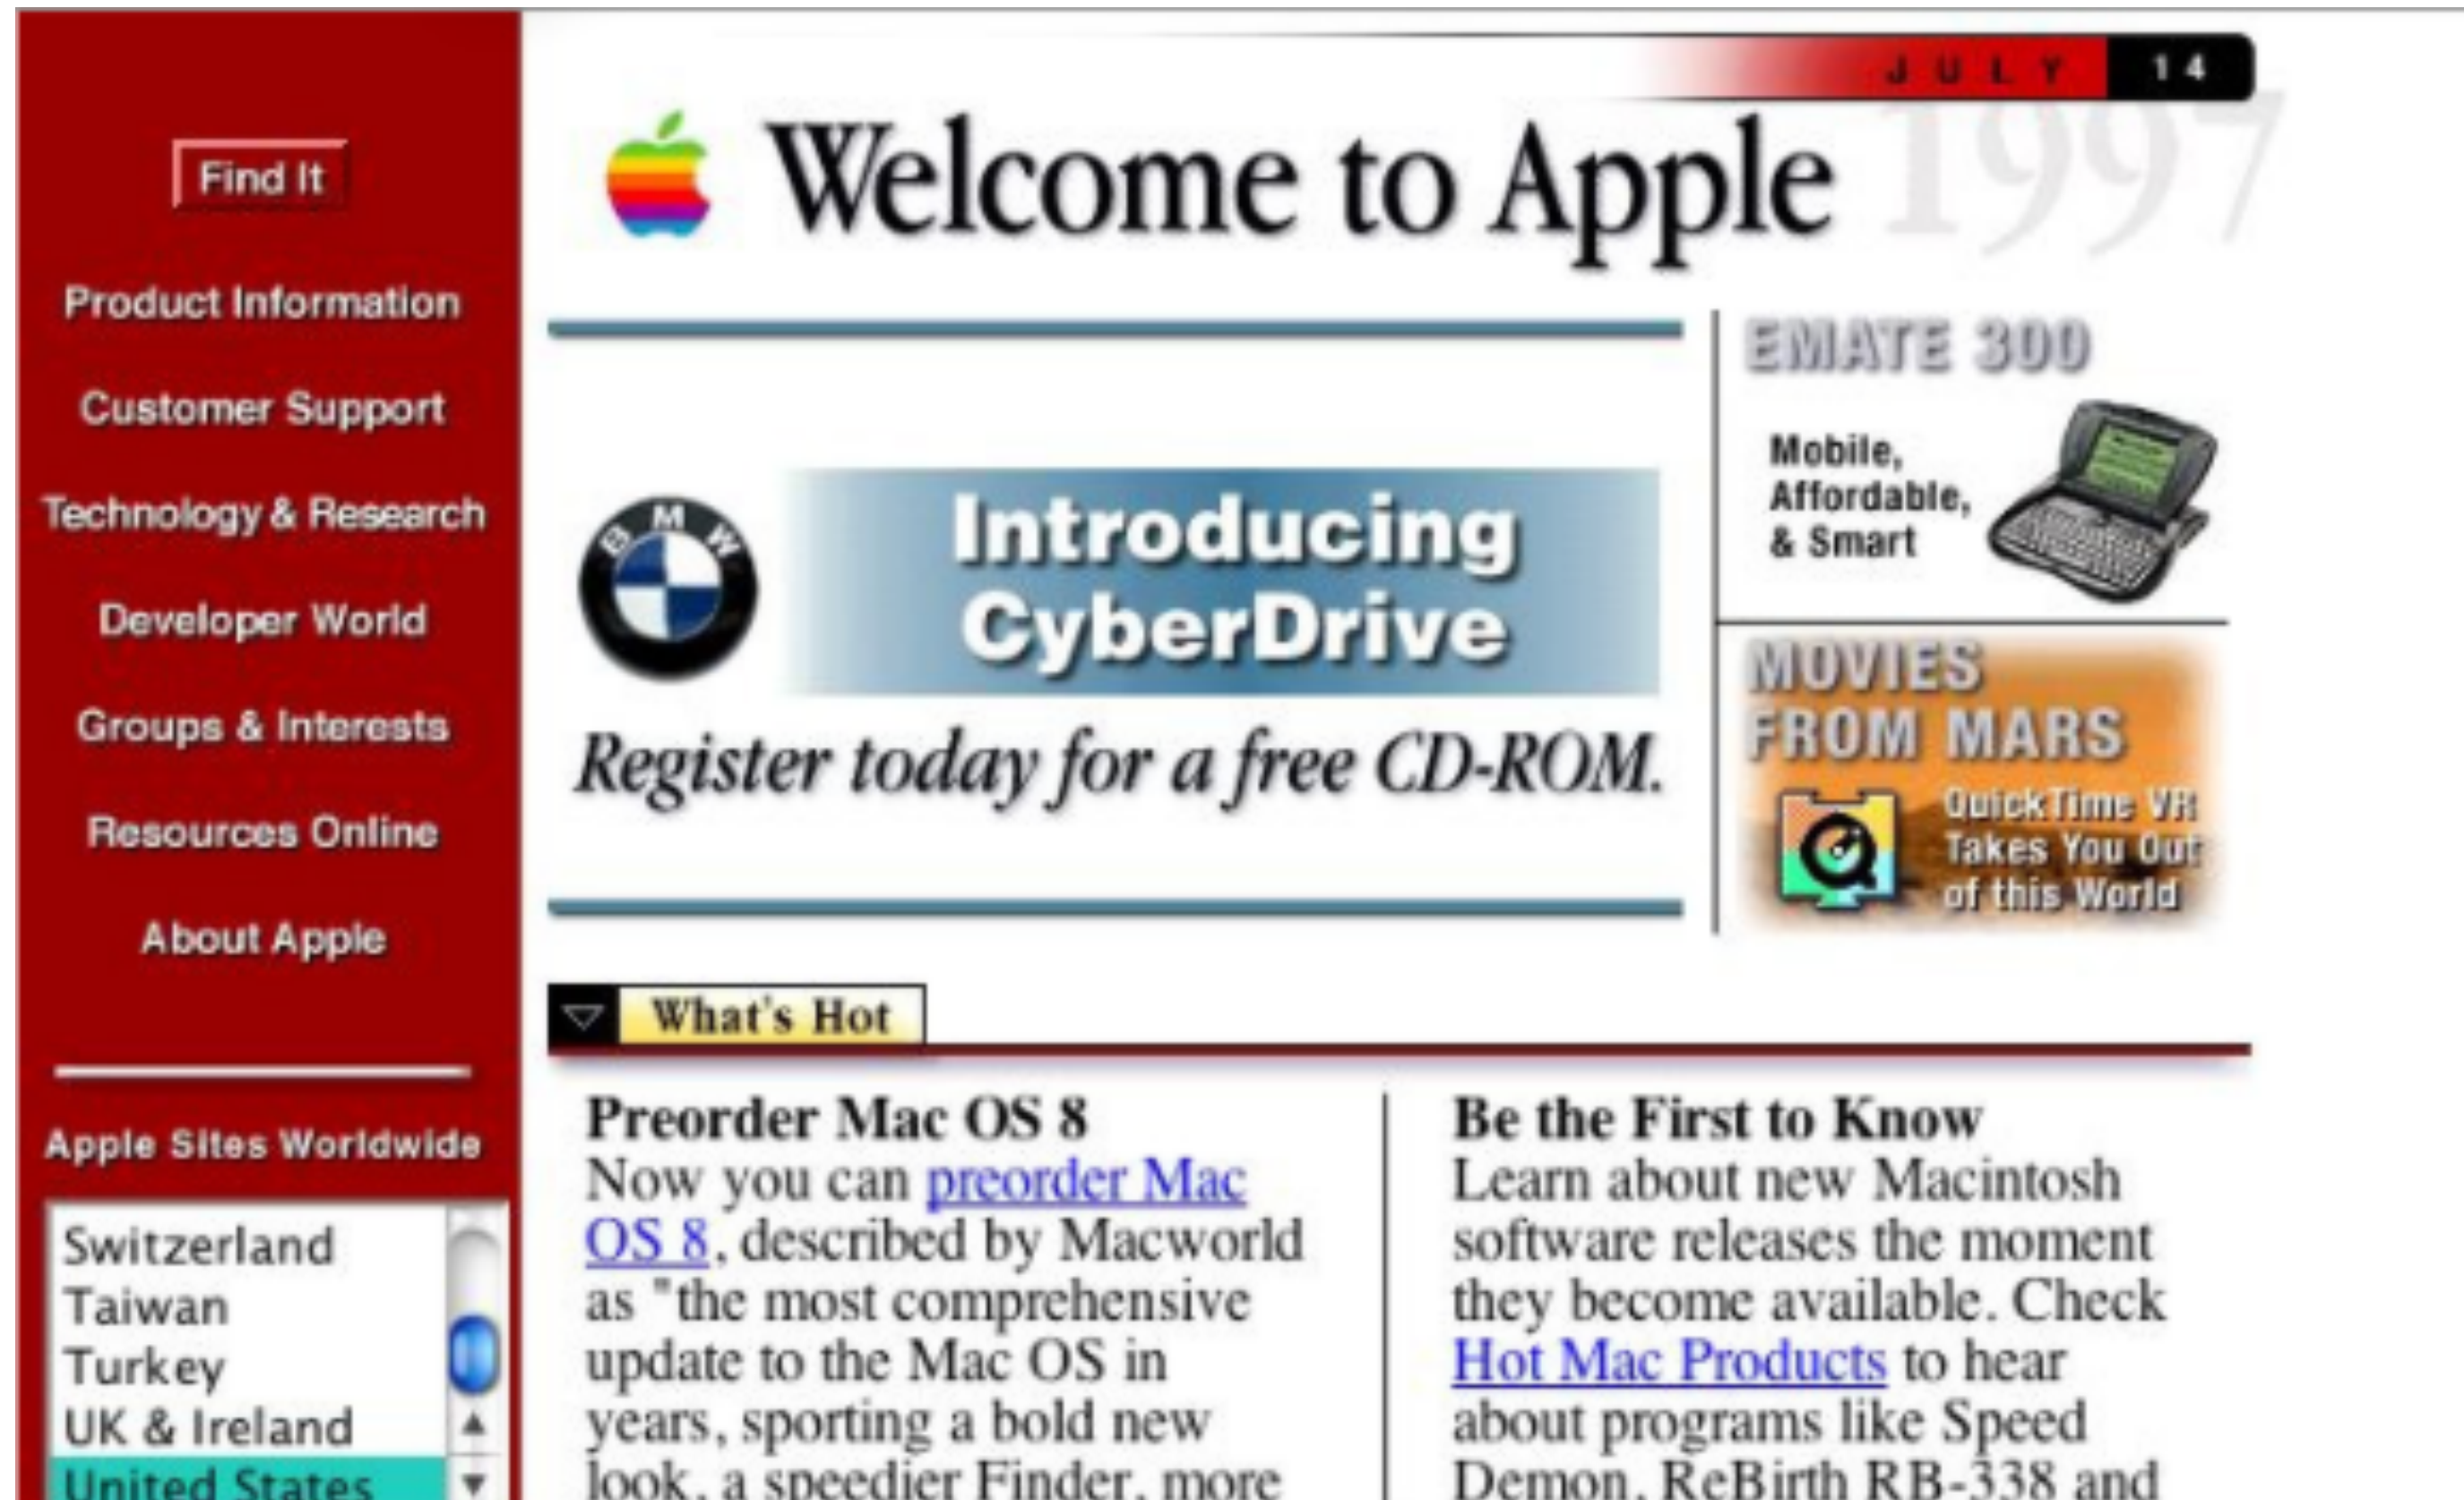 JULY 14
1997
Welcome to Apple
Find It
Product Information
Customer Support
Technology & Research
Developer World
Groups & Interests
Resources Online
About Apple
Apple Sites Worldwide
Switzerland
Taiwan
Turkey
UK & Ireland
United States
BMW
Introducing
CyberDrive
Register today for a free CD-ROM.
EMATE 300
Mobile,
Affordable,
& Smart
MOVIES
FROM MARS
QuickTime VR
Takes You Out
of this World
What's Hot
Preorder Mac OS 8
Now you can preorder Mac
OS 8, described by Macworld
as "the most comprehensive
update to the Mac OS in
years, sporting a bold new
look, a speedier Finder, more
Be the First to Know
Learn about new Macintosh
software releases the moment
they become available. Check
Hot Mac Products to hear
about programs like Speed
Demon, ReBirth RB-338 and